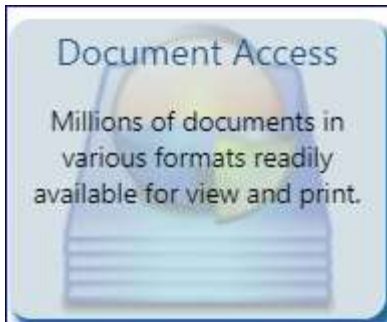 Document Access
Millions of documents in
various formats readily
available for view and print.